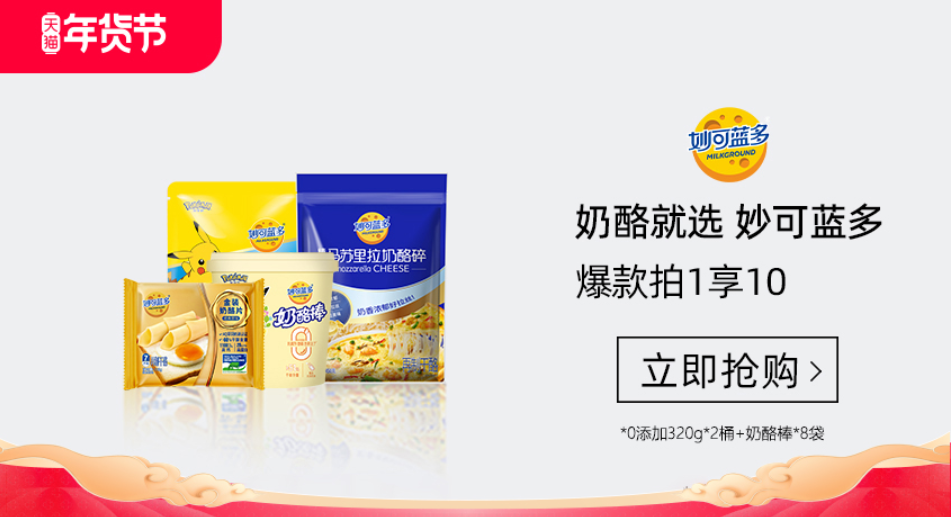 天猫 年货节
妙可蓝多
MILKGROUND
奶酪就选 妙可蓝多
爆款拍1享10
立即抢购
*0添加320g*2桶+奶酪棒*8袋
Pokémon
妙可蓝多
妙可蓝多
玛苏里拉奶酪碎
mozzarella CHEESE
奶香浓郁好拉丝!
妙可蓝多
金装
奶酪片
Pokémon
妙可蓝多
奶酪棒